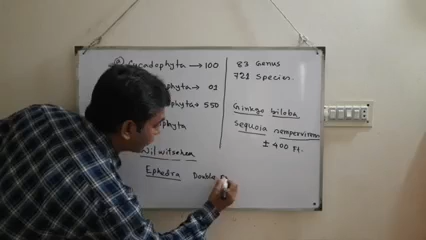 Cycadophyta → 100
phyta → 01
phyta → 550
phyta
Wilwitschea
Ephedra Double F
83 Genus
721 Species.
Ginkgo biloba
Sequoia sempervirens
± 400 Ft.